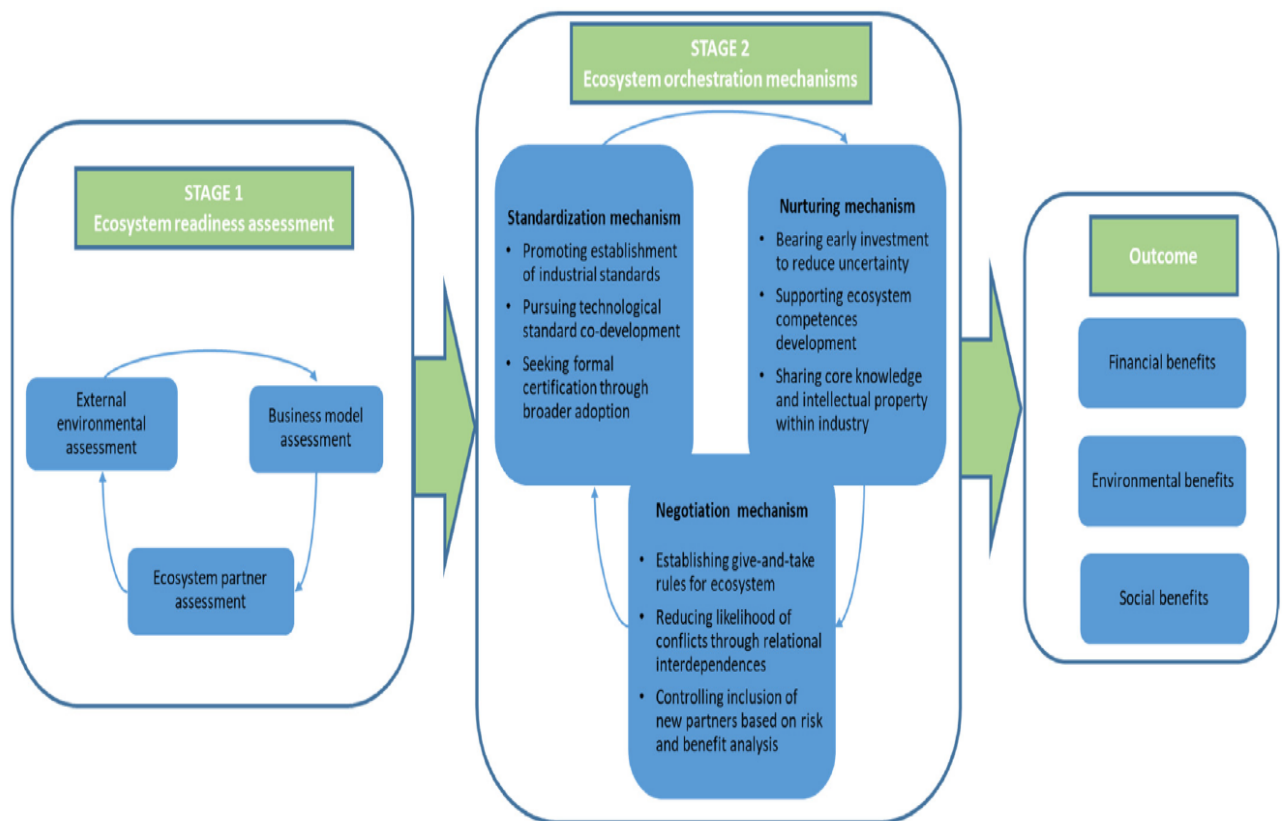 STAGE 1
Ecosystem readiness assessment
External
environmental
assessment
Business model
assessment
Ecosystem partner
assessment
STAGE 2
Ecosystem orchestration mechanisms
Standardization mechanism
• Promoting establishment
of industrial standards
• Pursuing technological
standard co-development
• Seeking formal
certification through
broader adoption
Nurturing mechanism
• Bearing early investment
to reduce uncertainty
• Supporting ecosystem
competences
development
• Sharing core knowledge
and intellectual property
within industry
Negotiation mechanism
• Establishing give-and-take
rules for ecosystem
• Reducing likelihood of
conflicts through relational
interdependences
• Controlling inclusion of
new partners based on risk
and benefit analysis
Outcome
Financial benefits
Environmental benefits
Social benefits